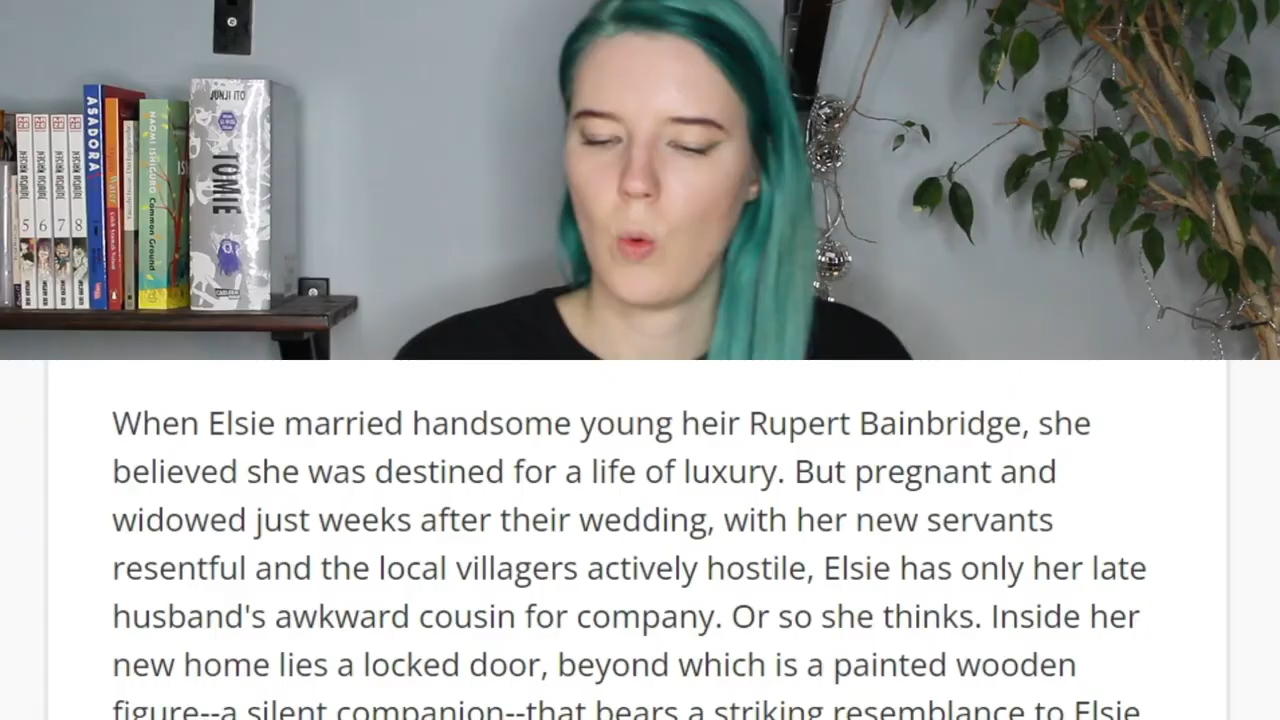 JUNJI ITO
TOMIE
ASADORA
NAOMI ISHIGURO Common Ground
5
6
7
8
When Elsie married handsome young heir Rupert Bainbridge, she
believed she was destined for a life of luxury. But pregnant and
widowed just weeks after their wedding, with her new servants
resentful and the local villagers actively hostile, Elsie has only her late
husband's awkward cousin for company. Or so she thinks. Inside her
new home lies a locked door, beyond which is a painted wooden
figure--a silent companion--that bears a striking resemblance to Elsie